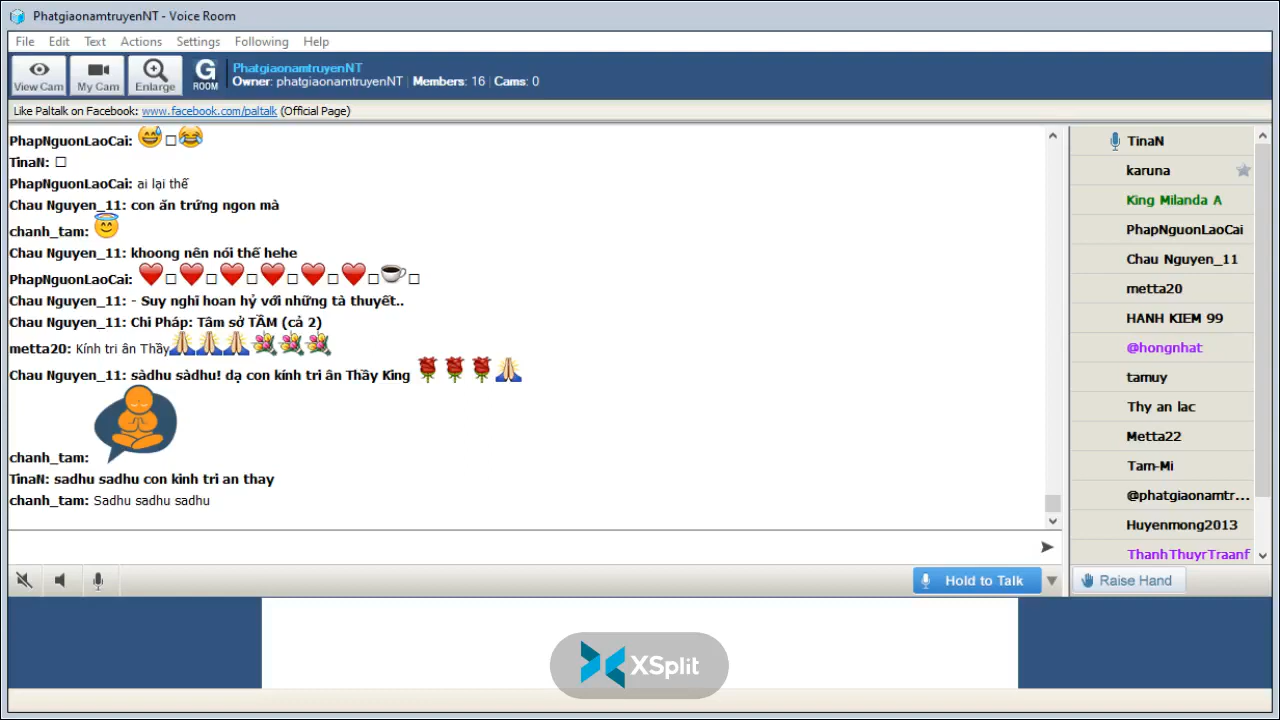 PhatgiaonamtruyenNT - Voice Room
File Edit Text Actions Settings Following Help
View Cam
My Cam
Enlarge
G ROOM
PhatgiaonamtruyenNT
Owner: phatgiaonamtruyenNT | Members: 16 | Cams: 0
Like Paltalk on Facebook: www.facebook.com/paltalk (Official Page)
PhapNguonLaoCai: 😅□😂
TinaN: □
PhapNguonLaoCai: ai lại thế
Chau Nguyen_11: con ăn trứng ngon mà
chanh_tam: 😇
Chau Nguyen_11: khoong nên nói thế hehe
PhapNguonLaoCai: ❤□❤□❤□❤□❤□❤□☕□
Chau Nguyen_11: - Suy nghĩ hoan hỷ với những tà thuyết..
Chau Nguyen_11: Chi Pháp: Tâm sở TẦM (cả 2)
metta20: Kính tri ân Thầy🙏🙏🙏💐💐💐
Chau Nguyen_11: sàdhu sàdhu! dạ con kính tri ân Thầy King 🌹🌹🌹🙏
chanh_tam:
TinaN: sadhu sadhu con kinh tri an thay
chanh_tam: Sadhu sadhu sadhu
TinaN
karuna
King Milanda A
PhapNguonLaoCai
Chau Nguyen_11
metta20
HANH KIEM 99
@hongnhat
tamuy
Thy an lac
Metta22
Tam-Mi
@phatgiaonamtr...
Huyenmong2013
ThanhThuyrTraanf
Hold to Talk
Raise Hand
XSplit